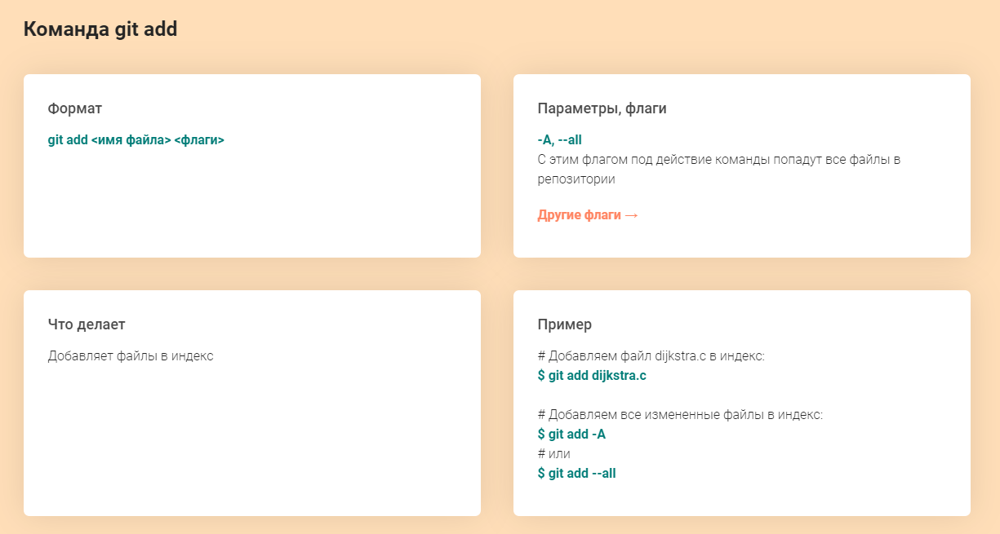 Команда git add
Формат
git add <имя файла> <флаги>
Параметры, флаги
-A, --all
С этим флагом под действие команды попадут все файлы в
репозитории
Другие флаги →
Что делает
Добавляет файлы в индекс
Пример
# Добавляем файл dijkstra.c в индекс:
$ git add dijkstra.c
# Добавляем все измененные файлы в индекс:
$ git add -A
# или
$ git add --all